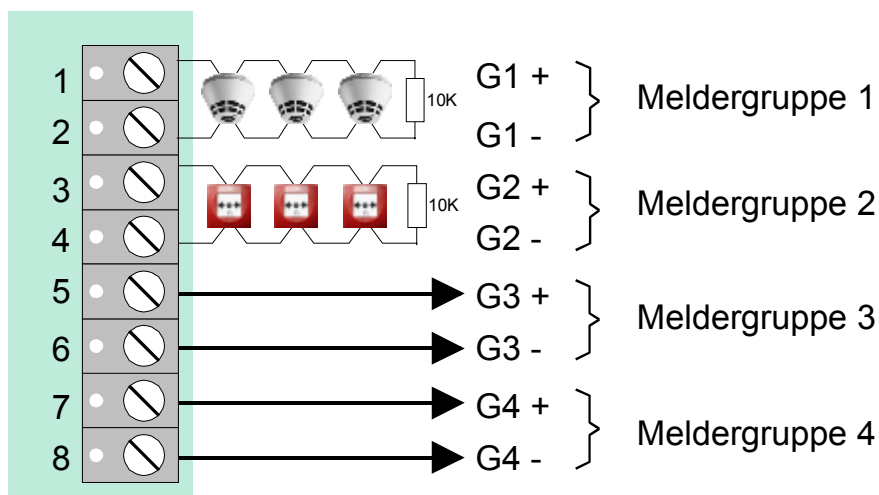 1 G1 +
10K Meldergruppe 1
2 G1 -
3 G2 +
10K Meldergruppe 2
4 G2 -
5 G3 +
Meldergruppe 3
6 G3 -
7 G4 +
Meldergruppe 4
8 G4 -